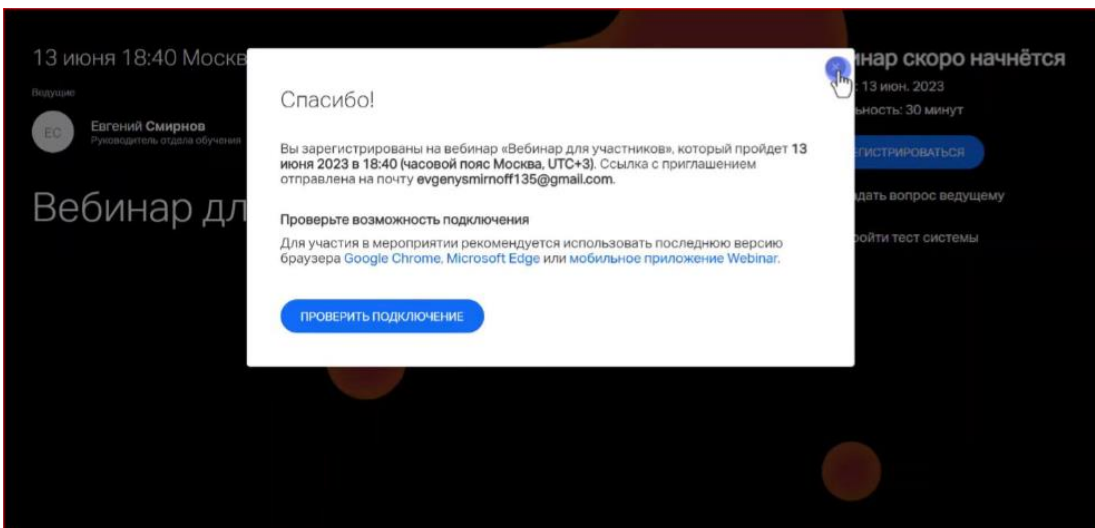 13 июня 18:40 Москв
Ведущие
ЕС
Евгений Смирнов
Руководитель отдела обучения
Вебинар дл
Спасибо!
Вы зарегистрированы на вебинар «Вебинар для участников», который пройдет 13
июня 2023 в 18:40 (часовой пояс Москва, UTC+3). Ссылка с приглашением
отправлена на почту evgenysmirnoff135@gmail.com.
Проверьте возможность подключения
Для участия в мероприятии рекомендуется использовать последнюю версию
браузера Google Chrome, Microsoft Edge или мобильное приложение Webinar.
ПРОВЕРИТЬ ПОДКЛЮЧЕНИЕ
инар скоро начнётся
: 13 июн. 2023
ьность: 30 минут
ГИСТРИРОВАТЬСЯ
дать вопрос ведущему
ройти тест системы